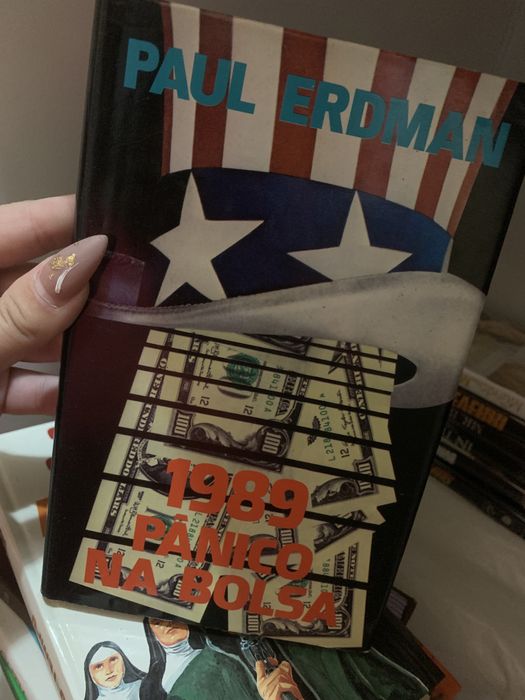 PAUL ERDMAN
1989
PÂNICO
NA BOLSA